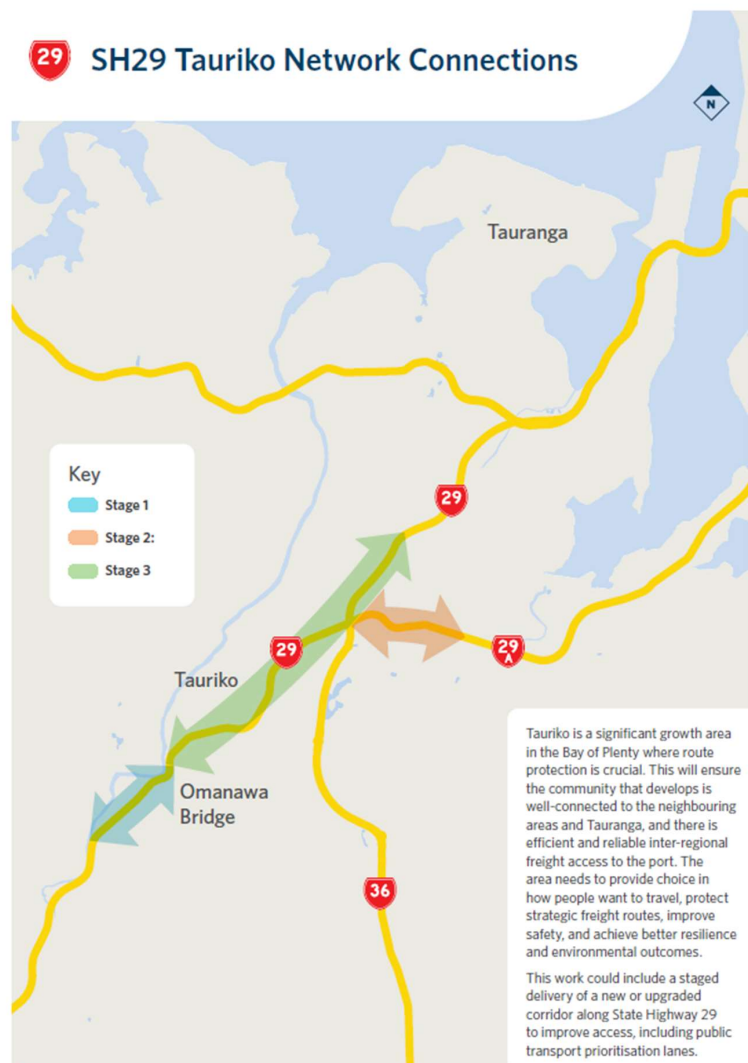 29 SH29 Tauriko Network Connections
N
Tauranga
Key
Stage 1
Stage 2:
Stage 3
29
29
29
A
Tauriko
Omanawa
Bridge
36
Tauriko is a significant growth area
in the Bay of Plenty where route
protection is crucial. This will ensure
the community that develops is
well-connected to the neighbouring
areas and Tauranga, and there is
efficient and reliable inter-regional
freight access to the port. The
area needs to provide choice in
how people want to travel, protect
strategic freight routes, improve
safety, and achieve better resilience
and environmental outcomes.
This work could include a staged
delivery of a new or upgraded
corridor along State Highway 29
to improve access, including public
transport prioritisation lanes.